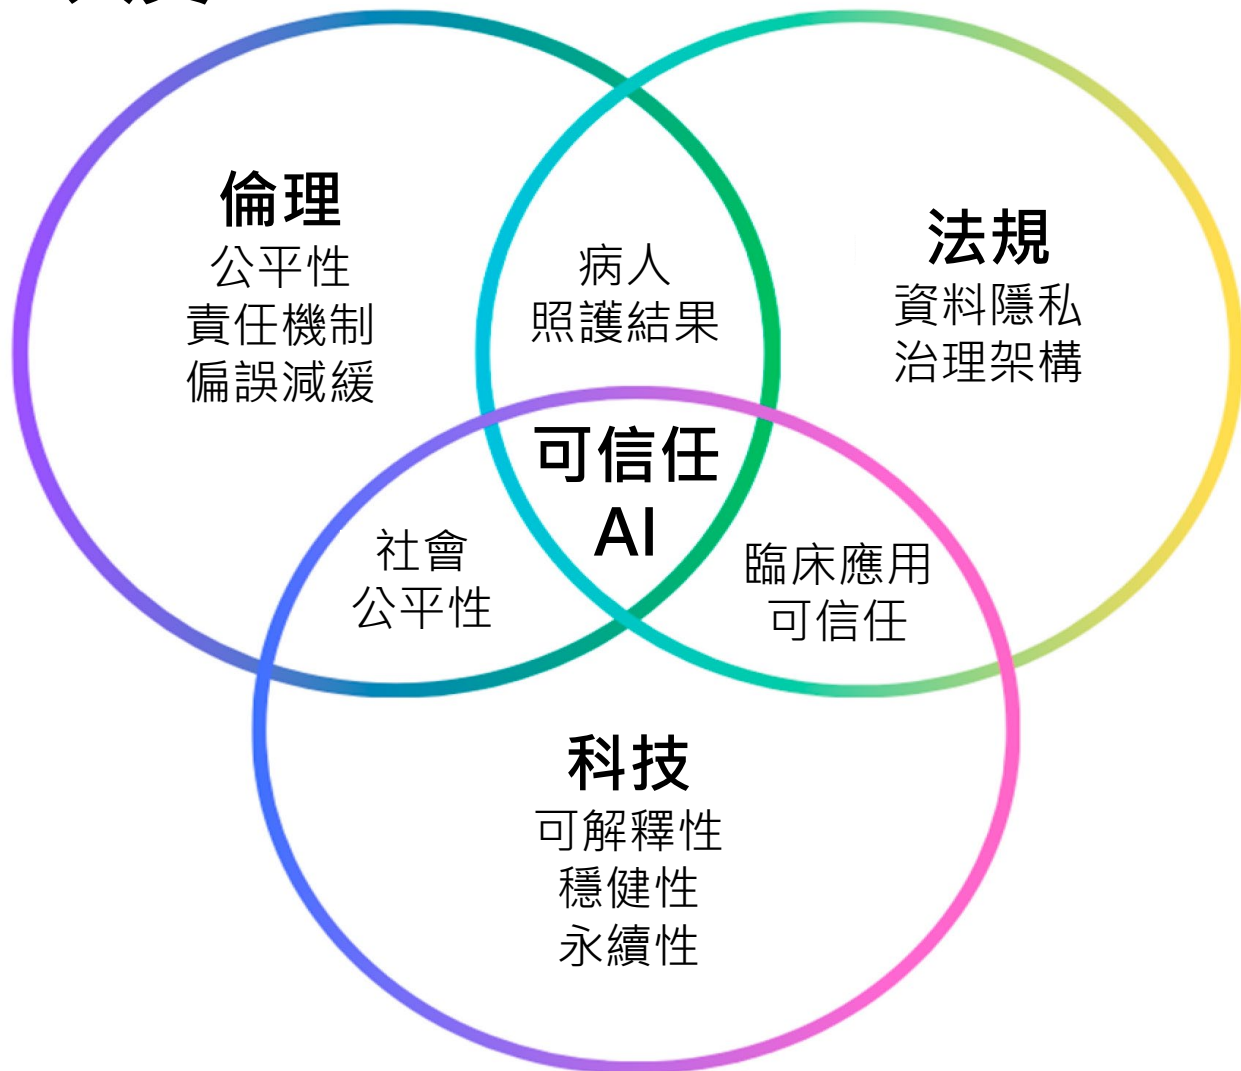 倫理
公平性
責任機制
偏誤減緩
病人
照護結果
法規
資料隱私
治理架構
可信任
AI
社會
公平性
臨床應用
可信任
科技
可解釋性
穩健性
永續性